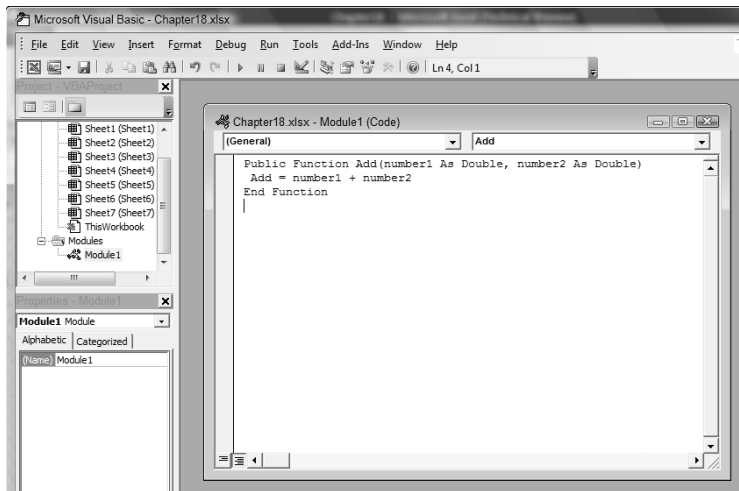 Microsoft Visual Basic - Chapter18.xlsx
File Edit View Insert Format Debug Run Tools Add-Ins Window Help
Ln 4, Col 1
Project - VBAProject
Sheet1 (Sheet1)
Sheet2 (Sheet2)
Sheet3 (Sheet3)
Sheet4 (Sheet4)
Sheet5 (Sheet5)
Sheet6 (Sheet6)
Sheet7 (Sheet7)
ThisWorkbook
Modules
Module1
Properties - Module1
Module1 Module
Alphabetic Categorized
(Name) Module1
Chapter18.xlsx - Module1 (Code)
(General) Add
Public Function Add(number1 As Double, number2 As Double)
Add = number1 + number2
End Function